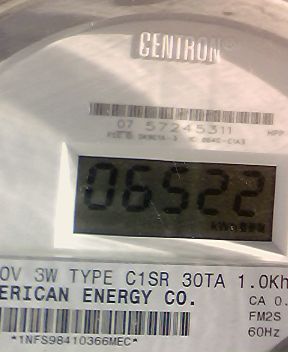 CENTRON®
07 57245311
HPP
06522
0V 3W TYPE C1SR 30TA 1.0Kh
ERICAN ENERGY CO.
CA 0.
FM2S
60Hz
*1NFS98410366MEC*